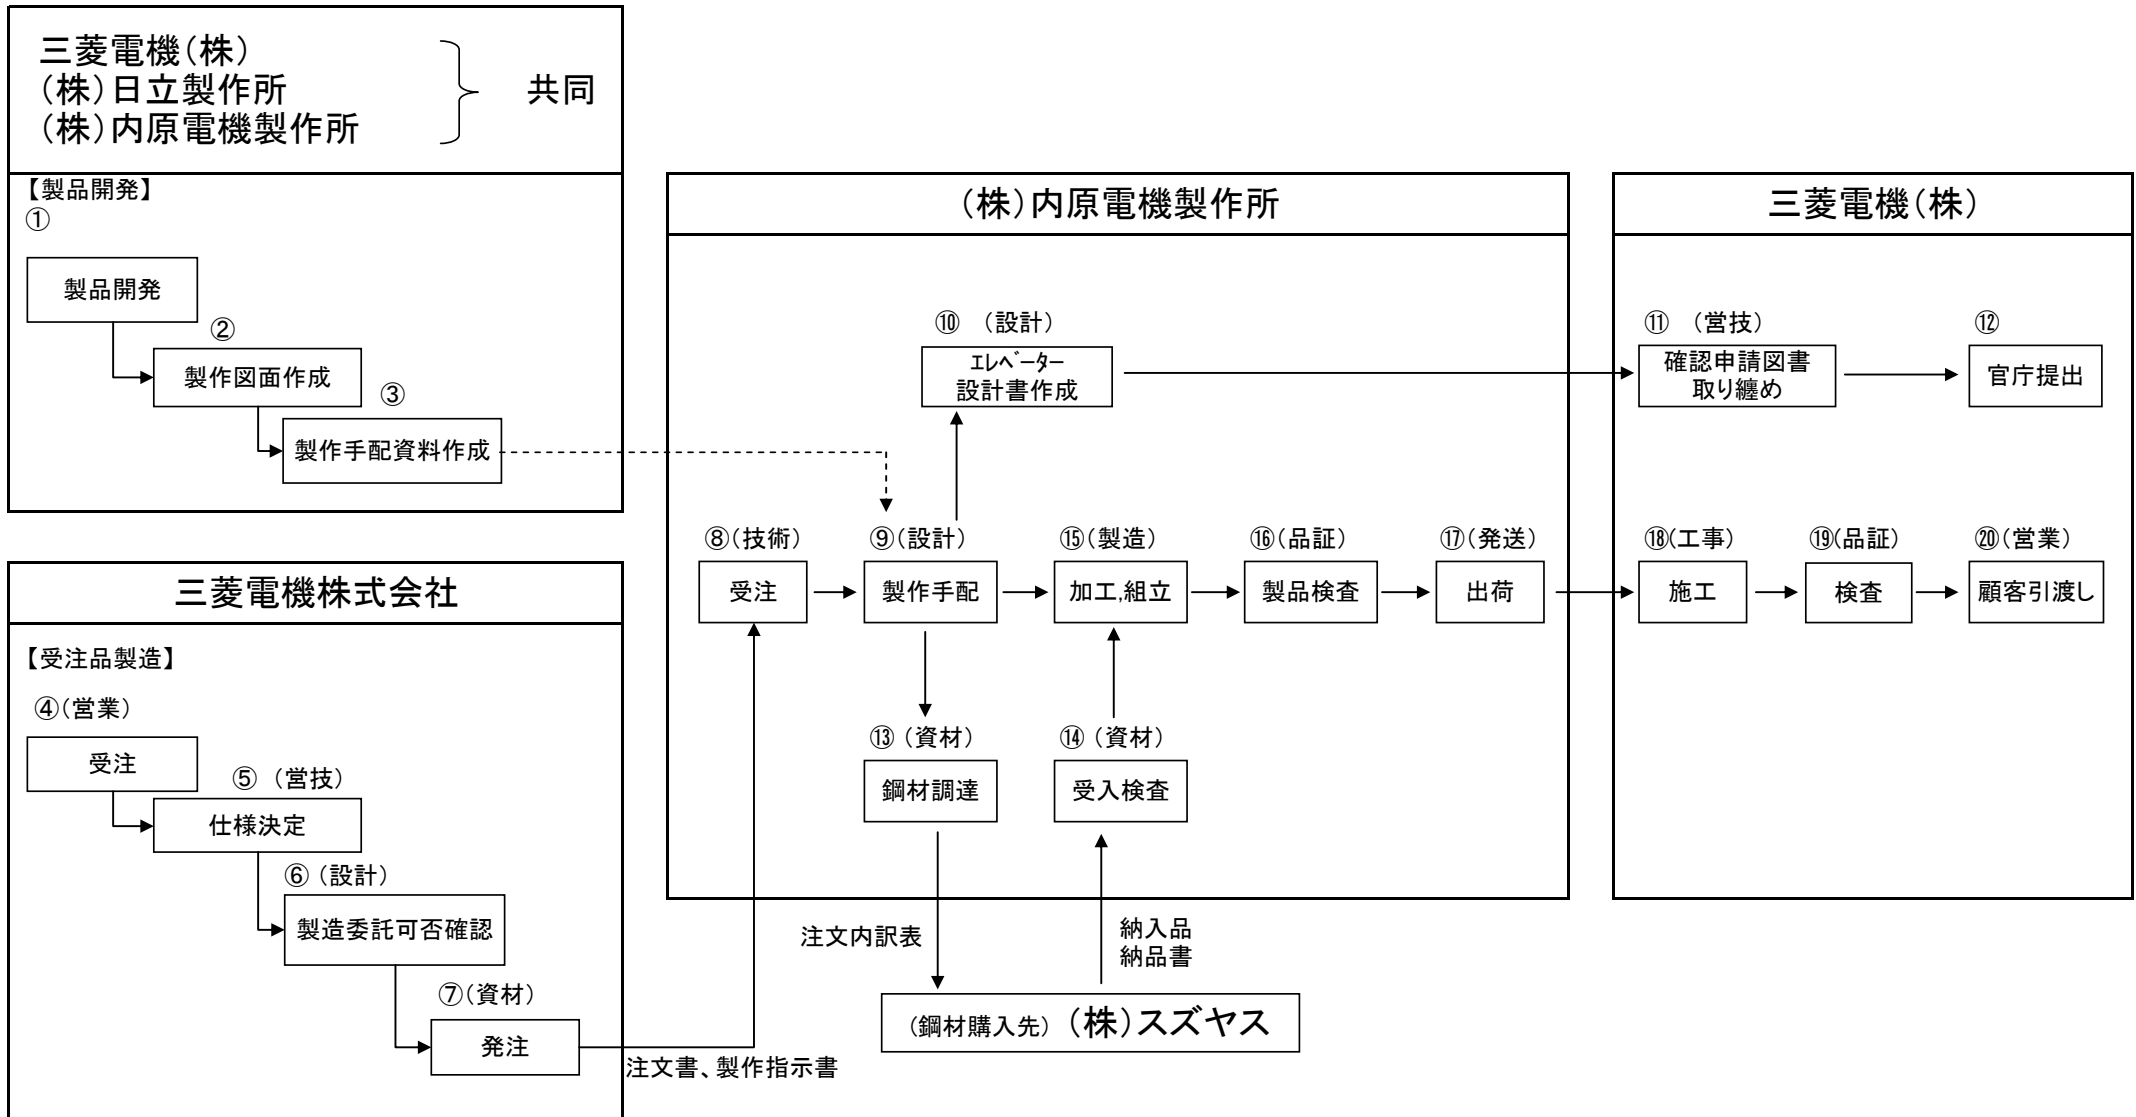 三菱電機(株)
(株)日立製作所
(株)内原電機製作所
共同
【製品開発】
①
製品開発
②
製作図面作成
③
製作手配資料作成
三菱電機株式会社
【受注品製造】
④(営業)
受注
⑤ (営技)
仕様決定
⑥(設計)
製造委託可否確認
⑦(資材)
発注
注文書、製作指示書
(株)内原電機製作所
⑩ (設計)
エレベーター
設計書作成
⑧(技術)
受注
⑨(設計)
製作手配
⑮(製造)
加工,組立
⑯(品証)
製品検査
⑰(発送)
出荷
⑬(資材)
鋼材調達
⑭(資材)
受入検査
注文内訳表
納入品
納品書
(鋼材購入先)(株)スズヤス
三菱電機(株)
⑪ (営技)
確認申請図書
取り纏め
⑫
官庁提出
⑱(工事)
施工
⑲(品証)
検査
⑳(営業)
顧客引渡し